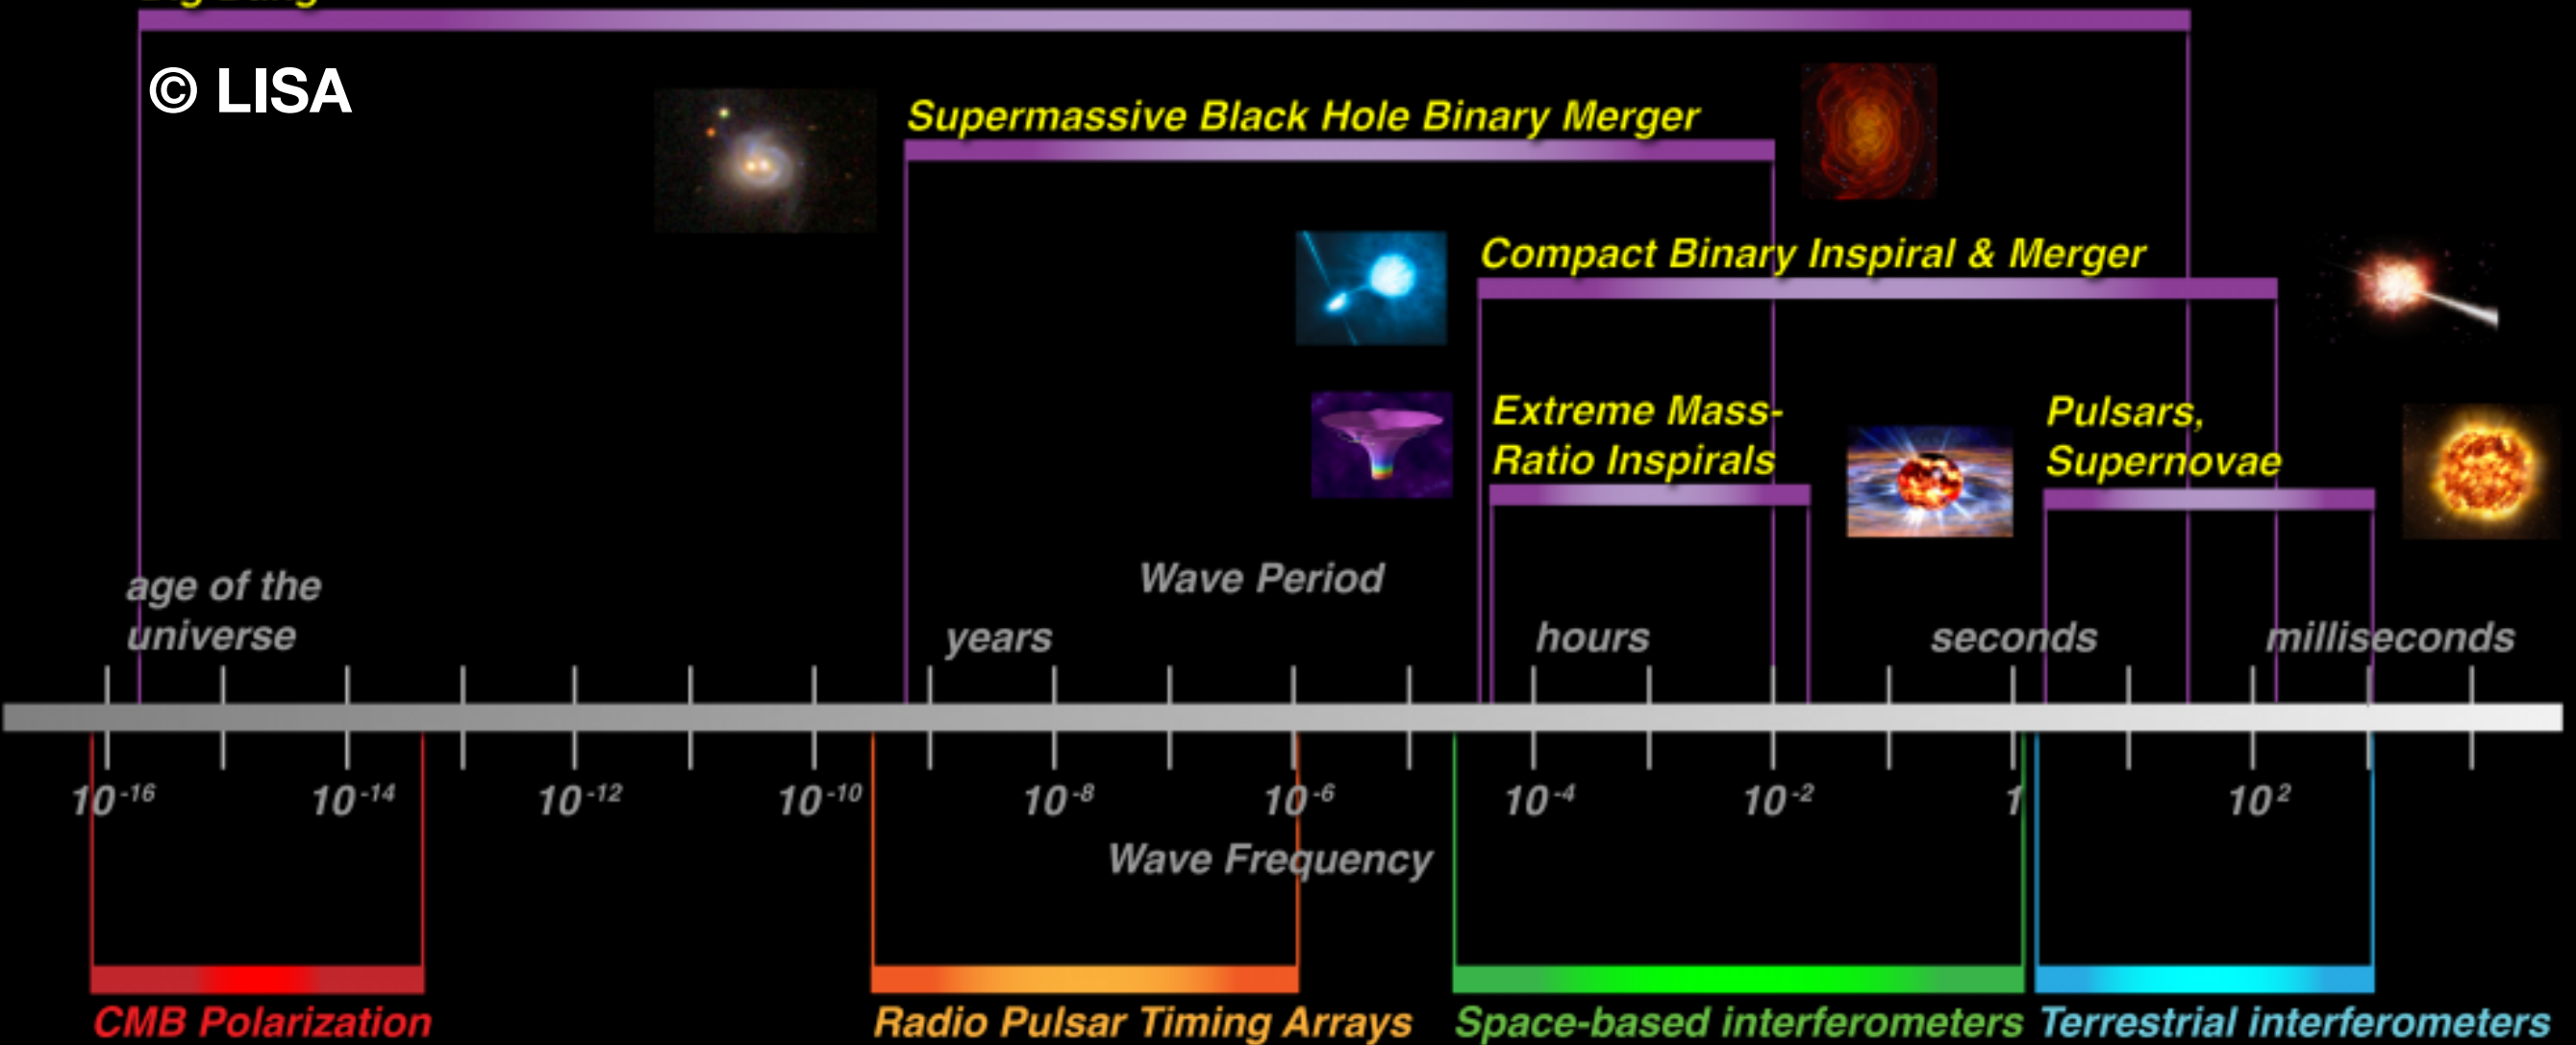 Big Bang
© LISA
Supermassive Black Hole Binary Merger
Compact Binary Inspiral & Merger
Extreme Mass-
Ratio Inspirals
Pulsars,
Supernovae
age of the
universe
Wave Period
years
hours
seconds
milliseconds
10⁻¹⁶
10⁻¹⁴
10⁻¹²
10⁻¹⁰
10⁻⁸
10⁻⁶
10⁻⁴
10⁻²
1
10²
Wave Frequency
CMB Polarization
Radio Pulsar Timing Arrays
Space-based interferometers
Terrestrial interferometers